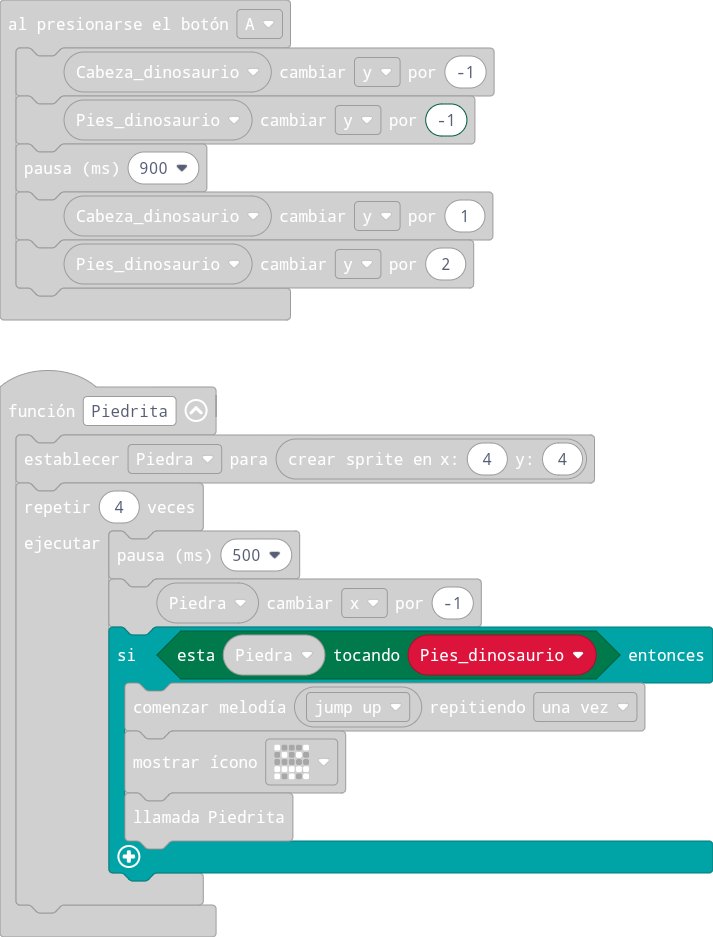 al presionarse el botón A
Cabeza_dinosaurio cambiar y por -1
Pies_dinosaurio cambiar y por -1
pausa (ms) 900
Cabeza_dinosaurio cambiar y por 1
Pies_dinosaurio cambiar y por 2
función Piedrita
establecer Piedra para crear sprite en x: 4 y: 4
repetir 4 veces
ejecutar
pausa (ms) 500
Piedra cambiar x por -1
si esta Piedra tocando Pies_dinosaurio entonces
comenzar melodía jump up repitiendo una vez
mostrar ícono
llamada Piedrita